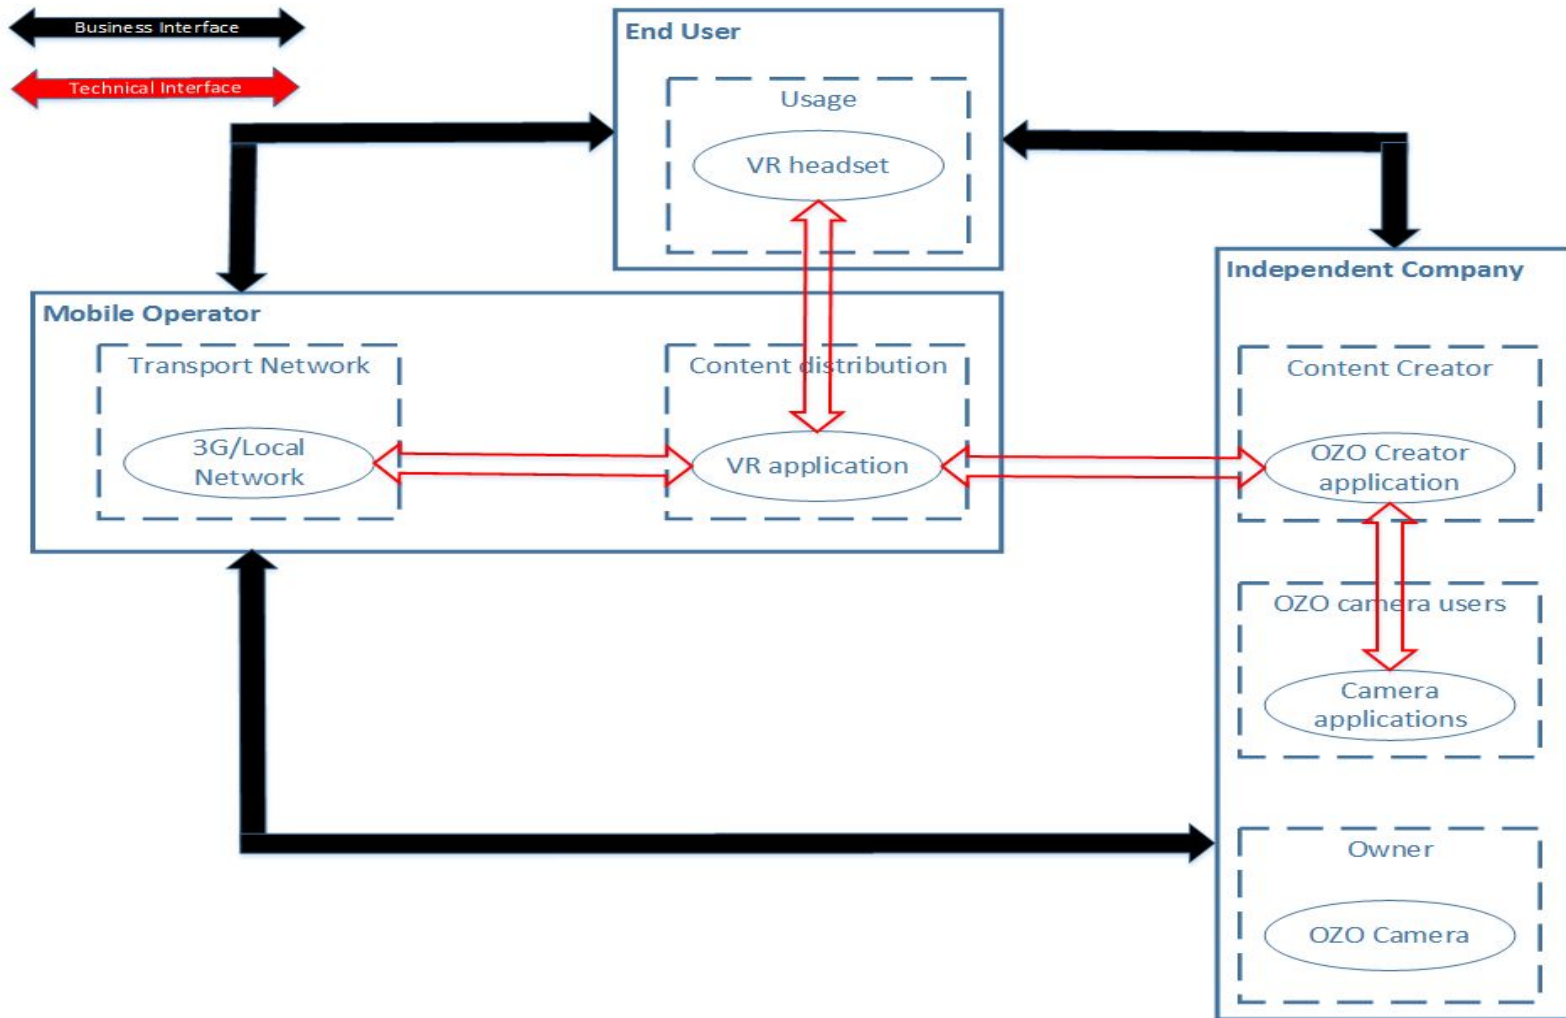 Business Interface
Technical Interface
End User
Usage
VR headset
Mobile Operator
Transport Network
3G/Local
Network
Content distribution
VR application
Independent Company
Content Creator
OZO Creator
application
OZO camera users
Camera
applications
Owner
OZO Camera